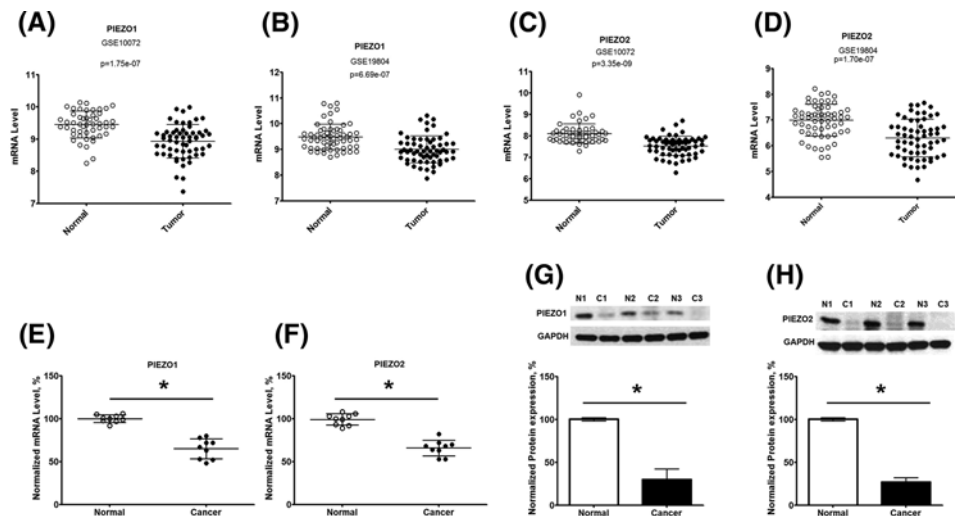 (A)
PIEZO1
GSE10072
p=1.75e-07
mRNA Level
11
10
9
8
7
Normal
Tumor
(B)
PIEZO1
GSE19804
p=6.69e-07
mRNA Level
12
11
10
9
8
7
Normal
Tumor
(C)
PIEZO2
GSE10072
p=3.35e-09
mRNA Level
11
10
9
8
7
6
5
Normal
Tumor
(D)
PIEZO2
GSE19804
p=1.70e-07
mRNA Level
9
8
7
6
5
4
Normal
Tumor
(E)
PIEZO1
*
Normalized mRNA Level, %
150
100
50
0
Normal
Cancer
(F)
PIEZO2
*
Normalized mRNA Level, %
150
100
50
0
Normal
Cancer
(G)
N1 C1 N2 C2 N3 C3
PIEZO1
GAPDH
*
Normalized Protein expression, %
150
100
50
0
Normal
Cancer
(H)
N1 C1 N2 C2 N3 C3
PIEZO2
GAPDH
*
Normalized Protein expression, %
150
100
50
0
Normal
Cancer